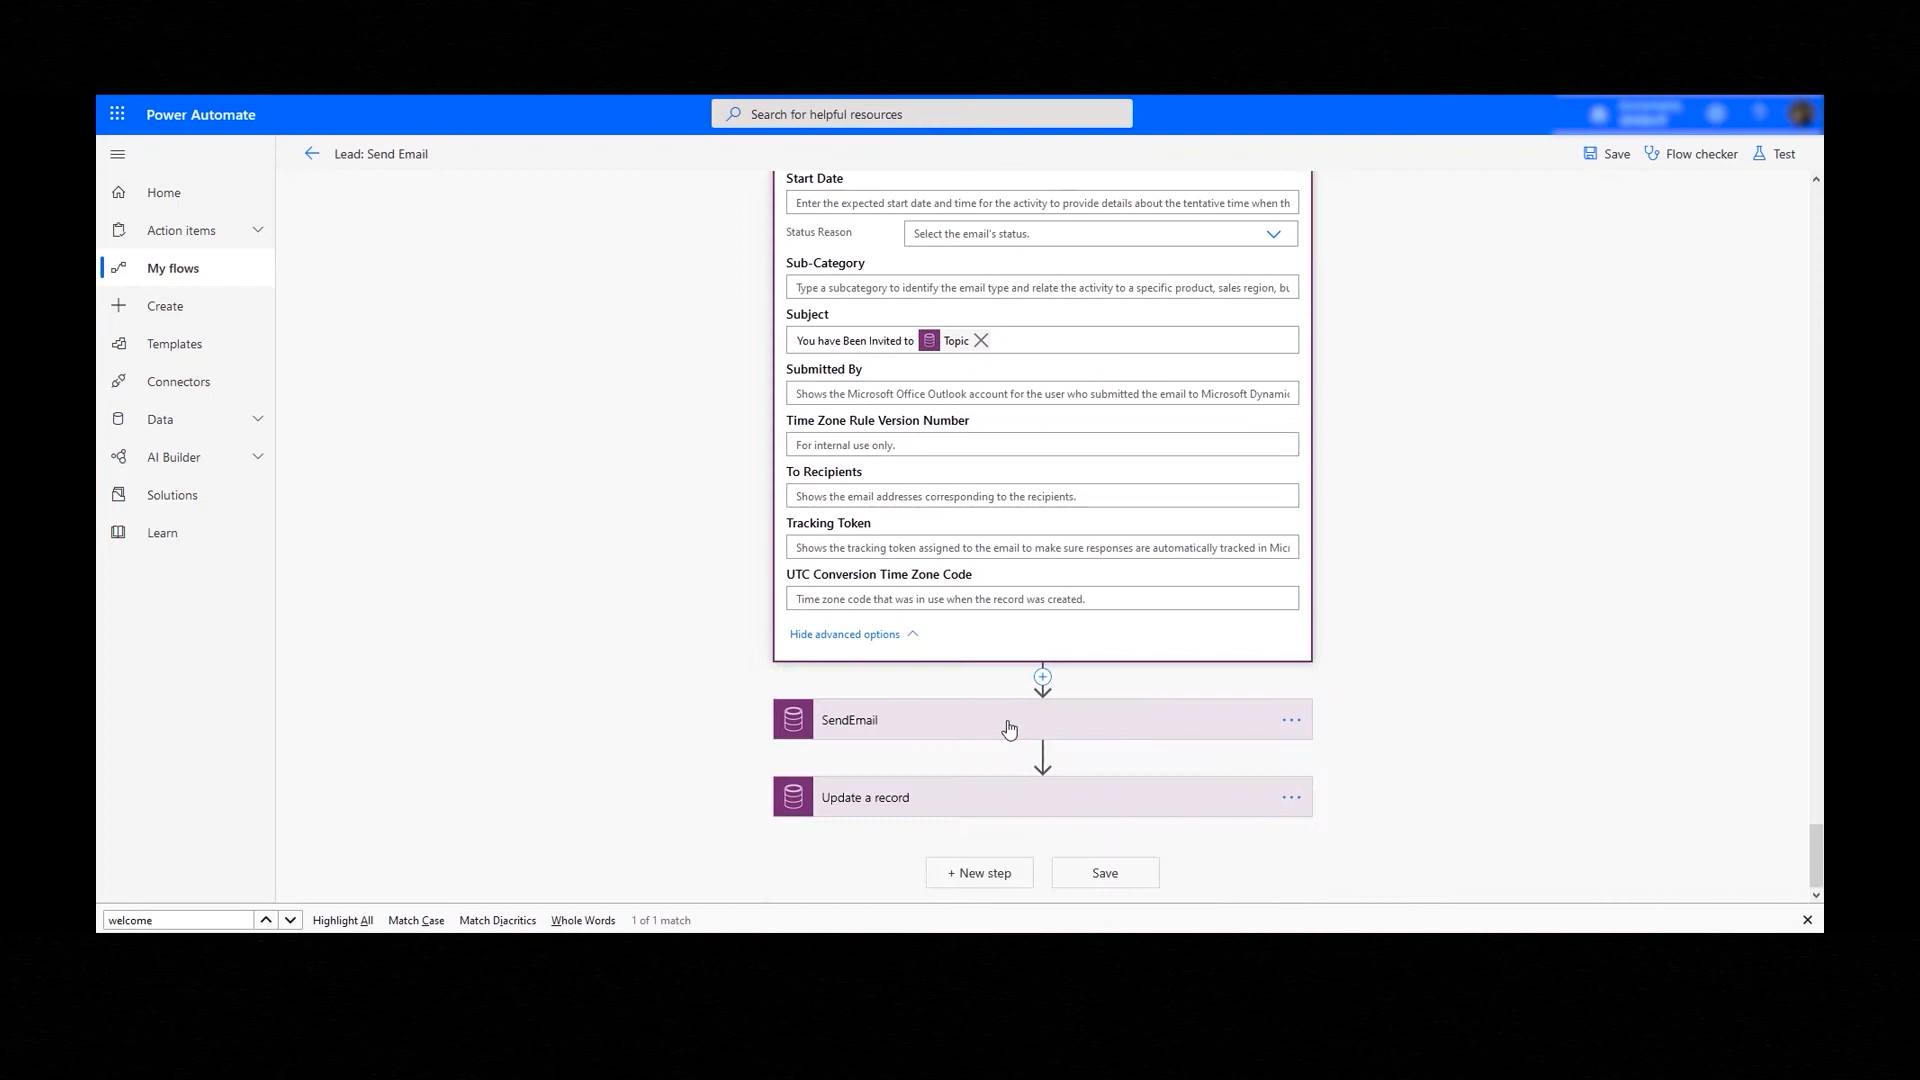 Power Automate
Search for helpful resources
Lead: Send Email
Save
Flow checker
Test
Home
Action items
My flows
Create
Templates
Connectors
Data
AI Builder
Solutions
Learn
Start Date
Enter the expected start date and time for the activity to provide details about the tentative time when th
Status Reason
Select the email's status.
Sub-Category
Type a subcategory to identify the email type and relate the activity to a specific product, sales region, bu
Subject
You have Been Invited to Topic
Submitted By
Shows the Microsoft Office Outlook account for the user who submitted the email to Microsoft Dynamic
Time Zone Rule Version Number
For internal use only.
To Recipients
Shows the email addresses corresponding to the recipients.
Tracking Token
Shows the tracking token assigned to the email to make sure responses are automatically tracked in Micr
UTC Conversion Time Zone Code
Time zone code that was in use when the record was created.
Hide advanced options
SendEmail
Update a record
+ New step
Save
welcome
Highlight All Match Case Match Diacritics Whole Words 1 of 1 match